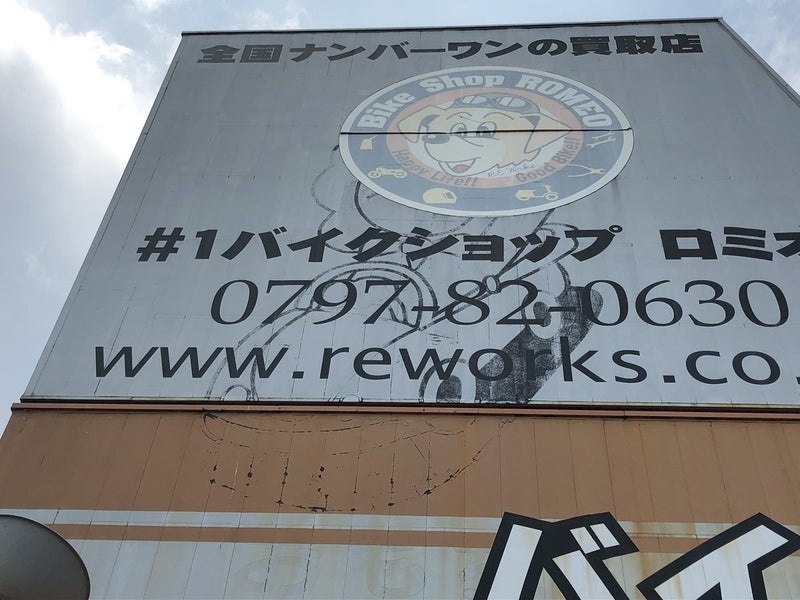 全国ナンバーワンの買取店
Bike Shop ROMEO
Happy Life!! Good Bike!!
#1バイクショップ ロミオ
0797-82-0630
www.reworks.co.
バイ